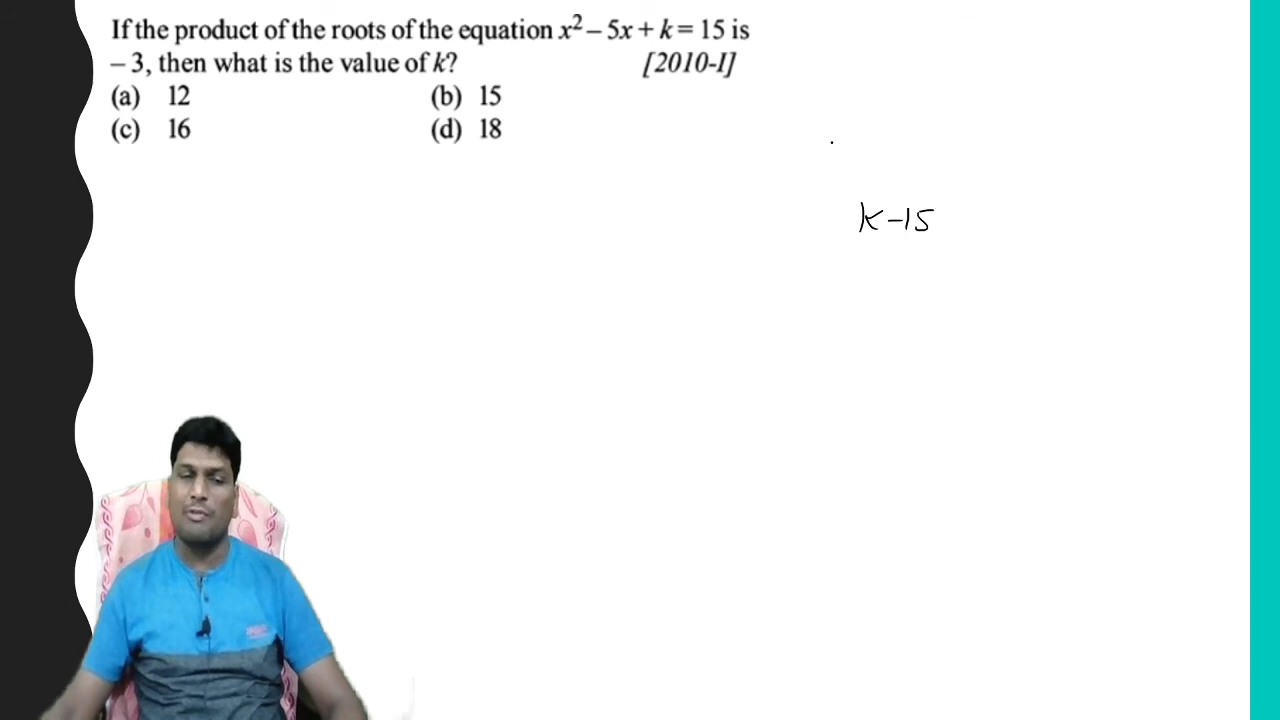 If the product of the roots of the equation x² – 5x + k = 15 is
– 3, then what is the value of k? [2010-I]
(a) 12 (b) 15
(c) 16 (d) 18
k-15